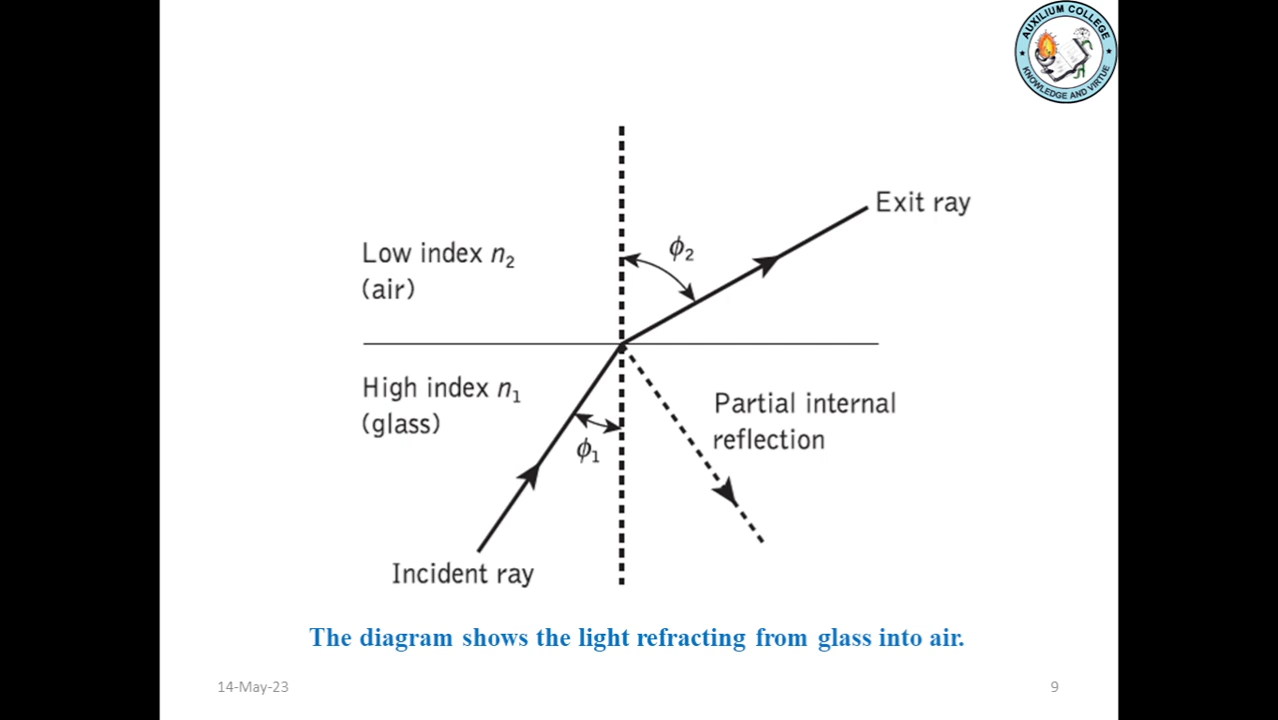 AUXILIUM COLLEGE
KNOWLEDGE AND VIRTUE
Exit ray
ϕ2
Low index n2
(air)
High index n1
(glass)
Partial internal
reflection
ϕ1
Incident ray
The diagram shows the light refracting from glass into air.
14-May-23
9